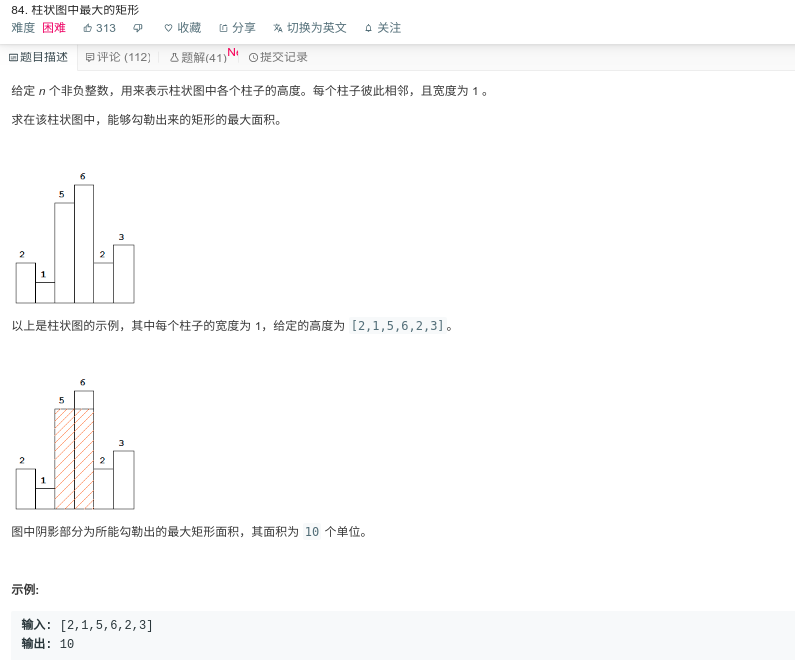 84. 柱状图中最大的矩形
难度 困难 313 收藏 分享 切换为英文 关注
题目描述 评论 (112) 题解(41) 提交记录
给定 n 个非负整数，用来表示柱状图中各个柱子的高度。每个柱子彼此相邻，且宽度为 1 。
求在该柱状图中，能够勾勒出来的矩形的最大面积。
6
5
3
2 2
1
以上是柱状图的示例，其中每个柱子的宽度为 1，给定的高度为 [2,1,5,6,2,3]。
6
5
3
2 2
1
图中阴影部分为所能勾勒出的最大矩形面积，其面积为 10 个单位。
示例:
输入: [2,1,5,6,2,3]
输出: 10